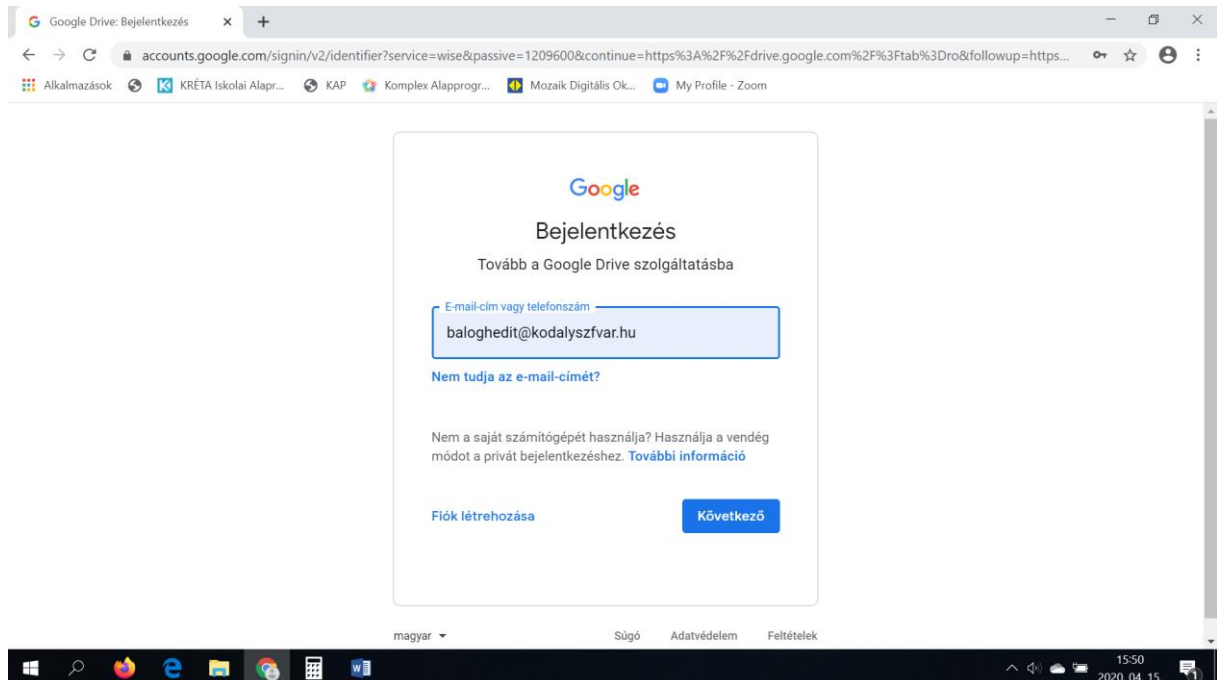 Google Drive: Bejelentkezés
accounts.google.com/signin/v2/identifier?service=wise&passive=1209600&continue=https%3A%2F%2Fdrive.google.com%2F%3Ftab%3Dro&followup=https...
Alkalmazások KRÉTA Iskolai Alapr... KAP Komplex Alapprogr... Mozaik Digitális Ok... My Profile - Zoom
Google
Bejelentkezés
Tovább a Google Drive szolgáltatásba
E-mail-cím vagy telefonszám
baloghedit@kodalyszfvar.hu
Nem tudja az e-mail-címét?
Nem a saját számítógépét használja? Használja a vendég
módot a privát bejelentkezéshez. További információ
Fiók létrehozása Következő
magyar Súgó Adatvédelem Feltételek
15:50
2020. 04. 15.